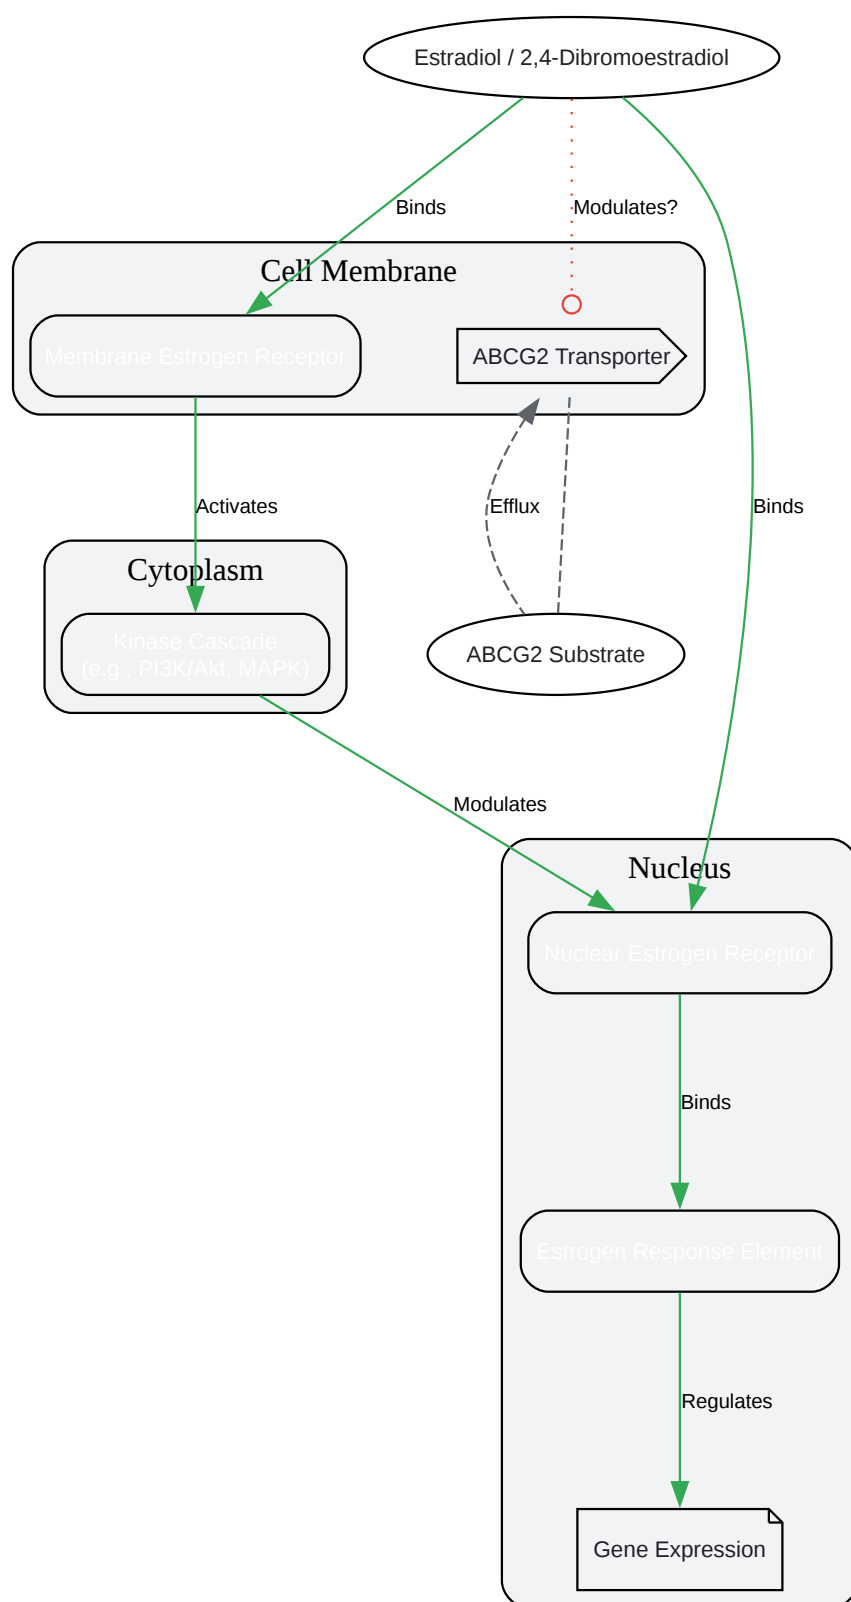 Estradiol / 2,4-Dibromoestradiol
Binds
Modulates?
Cell Membrane
Membrane Estrogen Receptor
ABCG2 Transporter
Activates
Efflux
Binds
Cytoplasm
Kinase Cascade
(e.g., PI3K/Akt, MAPK)
ABCG2 Substrate
Modulates
Nucleus
Nuclear Estrogen Receptor
Binds
Estrogen Response Element
Regulates
Gene Expression